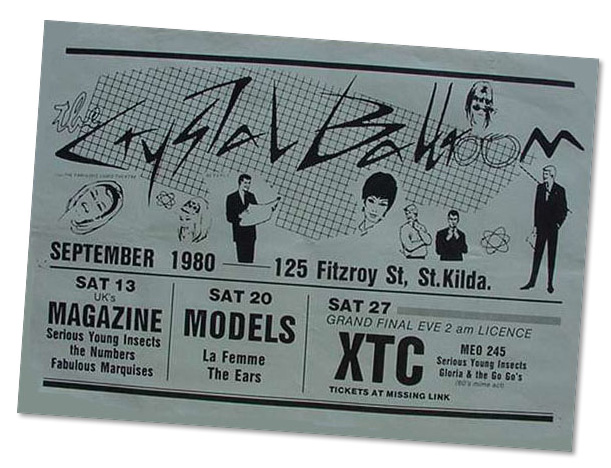 the Crystal Ballroom
SEPTEMBER 1980 — 125 Fitzroy St, St.Kilda.
SAT 13
UK's
MAGAZINE
Serious Young Insects
the Numbers
Fabulous Marquises
SAT 20
MODELS
La Femme
The Ears
SAT 27
GRAND FINAL EVE 2 am LICENCE
XTC
MEO 245
Serious Young Insects
Gloria & the Go Go's
(60's mime act)
TICKETS AT MISSING LINK